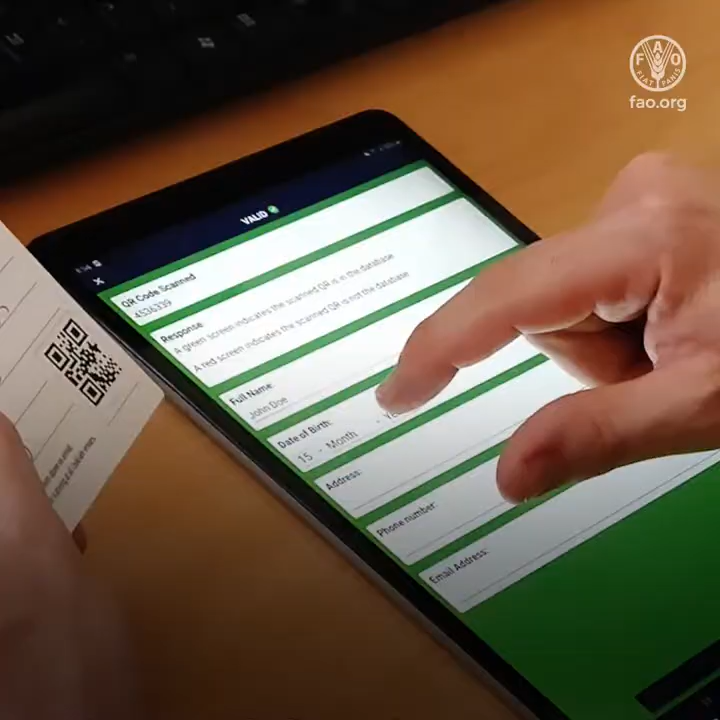 FAO
FIAT PANIS
fao.org
VALID
QR Code Scanned
4536339
Response
A green screen indicates the scanned QR is in the database
A red screen indicates the scanned QR is not the database
Full Name:
John Doe
Date of Birth:
15 - Month -
Address:
Phone number:
Email Address: